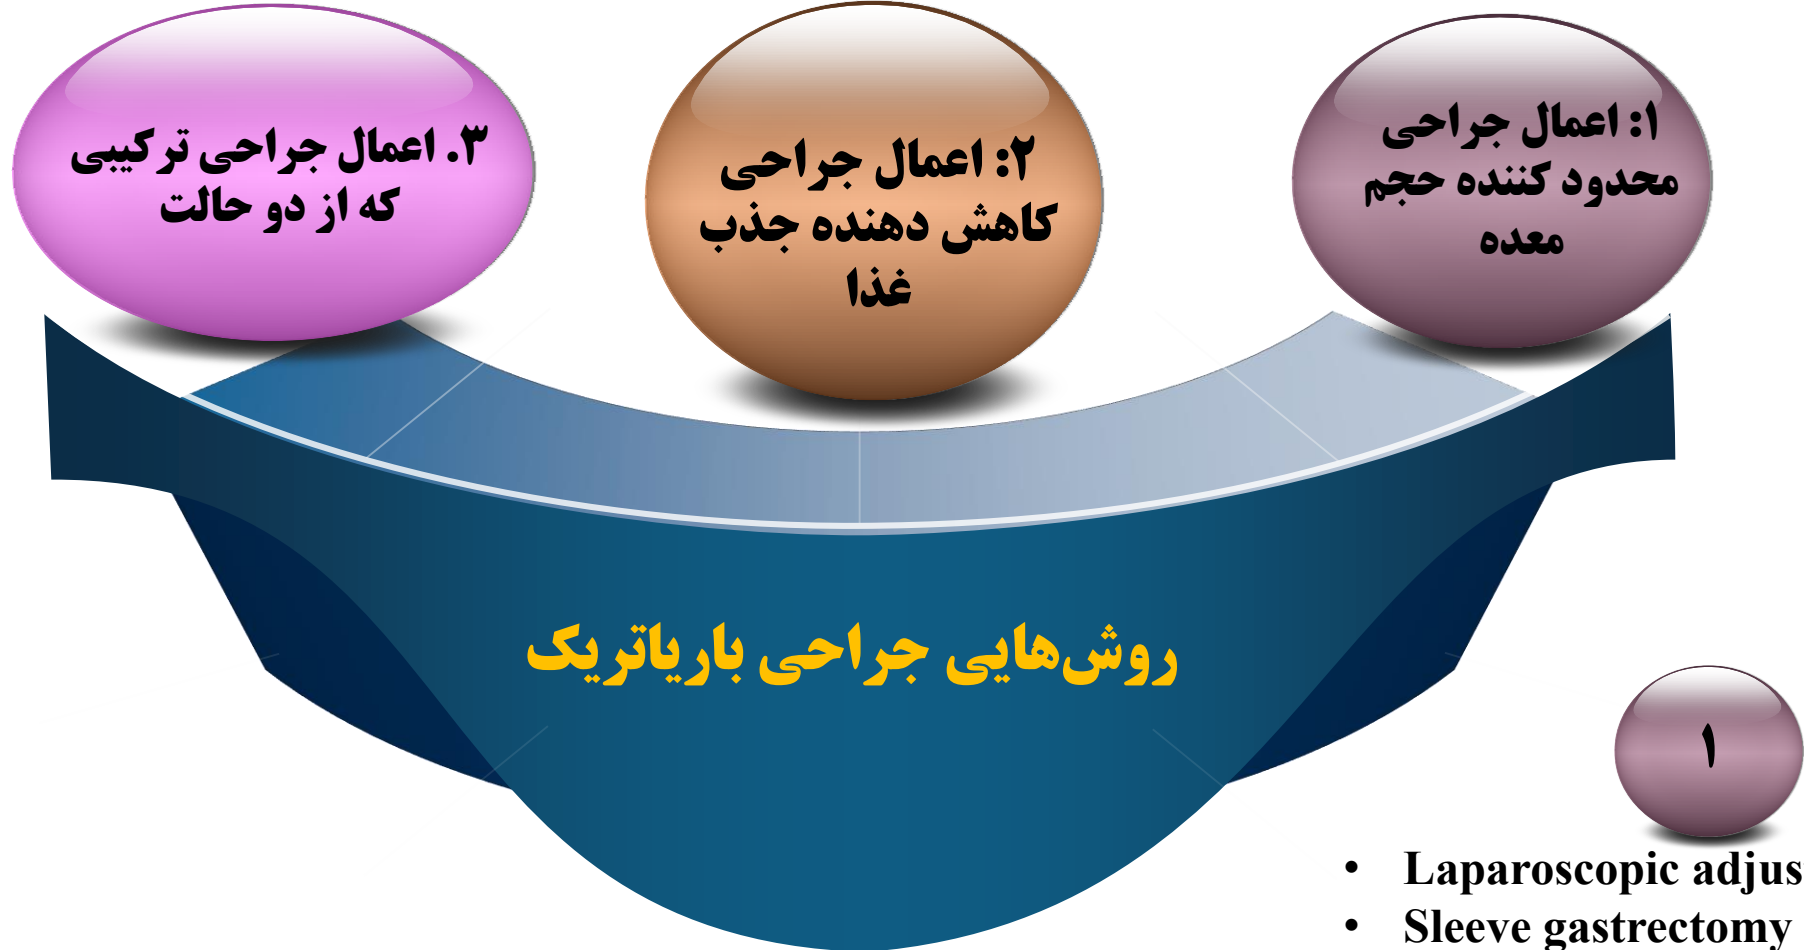 ۱: اعمال جراحی
محدود کننده حجم
معده
۲: اعمال جراحی
کاهش دهنده جذب
غذا
۳. اعمال جراحی ترکیبی
که از دو حالت
روش‌هایی جراحی باریاتریک
۱
• Laparoscopic adjus
• Sleeve gastrectomy